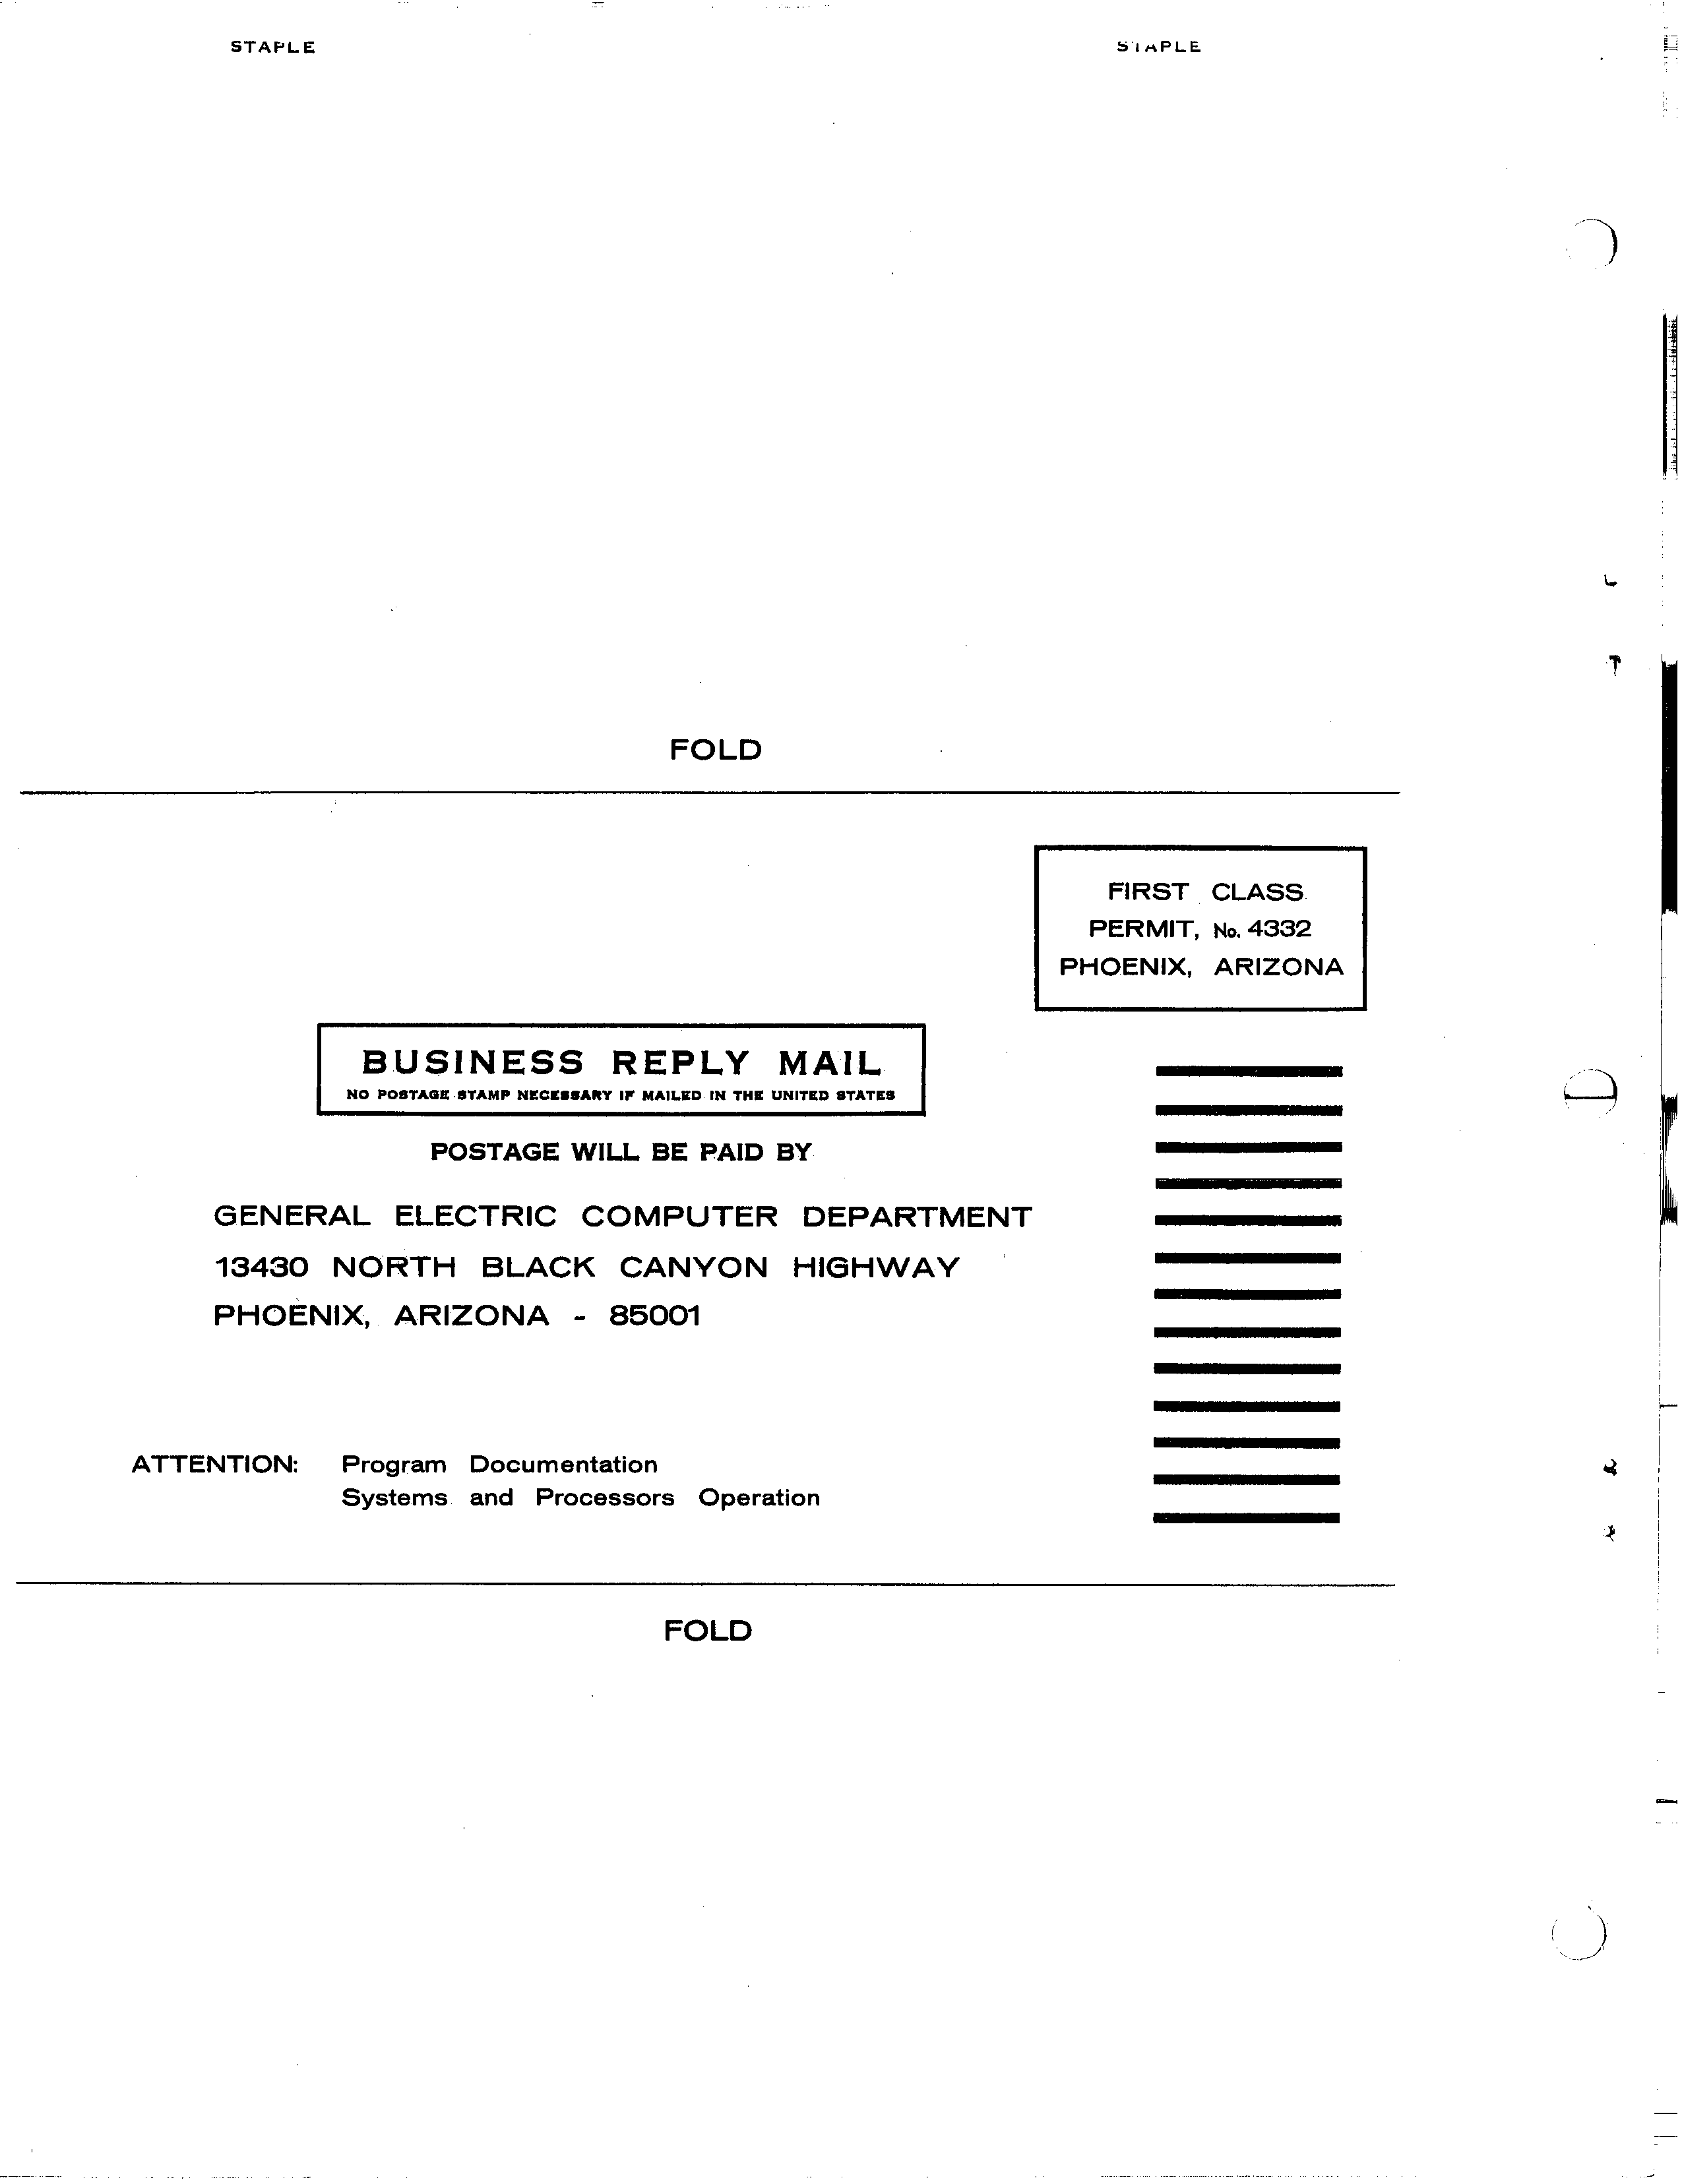 STAPLE STAPLE
FOLD
FIRST CLASS
PERMIT, No. 4332
PHOENIX, ARIZONA
BUSINESS REPLY MAIL
NO POSTAGE STAMP NECESSARY IF MAILED IN THE UNITED STATES
POSTAGE WILL BE PAID BY
GENERAL ELECTRIC COMPUTER DEPARTMENT
13430 NORTH BLACK CANYON HIGHWAY
PHOENIX, ARIZONA - 85001
ATTENTION: Program Documentation
Systems and Processors Operation
FOLD